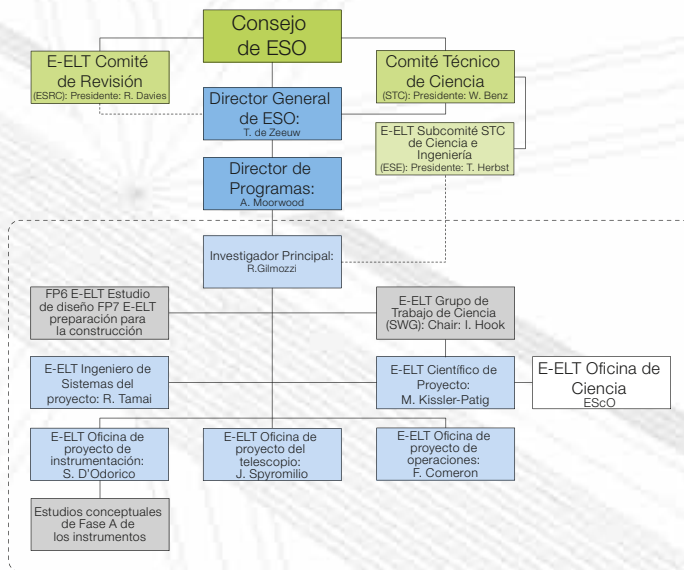 Consejo
de ESO
E-ELT Comité
de Revisión
(ESRC): Presidente: R. Davies
Comité Técnico
de Ciencia
(STC): Presidente: W. Benz
Director General
de ESO:
T. de Zeeuw
E-ELT Subcomité STC
de Ciencia e
Ingeniería
(ESE): Presidente: T. Herbst
Director de
Programas:
A. Moorwood
Investigador Principal:
R.Gilmozzi
FP6 E-ELT Estudio
de diseño FP7 E-ELT
preparación para
la construcción
E-ELT Grupo de
Trabajo de Ciencia
(SWG): Chair: I. Hook
E-ELT Ingeniero de
Sistemas del
proyecto: R. Tamai
E-ELT Científico de
Proyecto:
M. Kissler-Patig
E-ELT Oficina de
Ciencia
EScO
E-ELT Oficina de
proyecto de
instrumentación:
S. D'Odorico
E-ELT Oficina de
proyecto del
telescopio:
J. Spyromilio
E-ELT Oficina de
proyecto de
operaciones:
F. Comeron
Estudios conceptuales
de Fase A de
los instrumentos